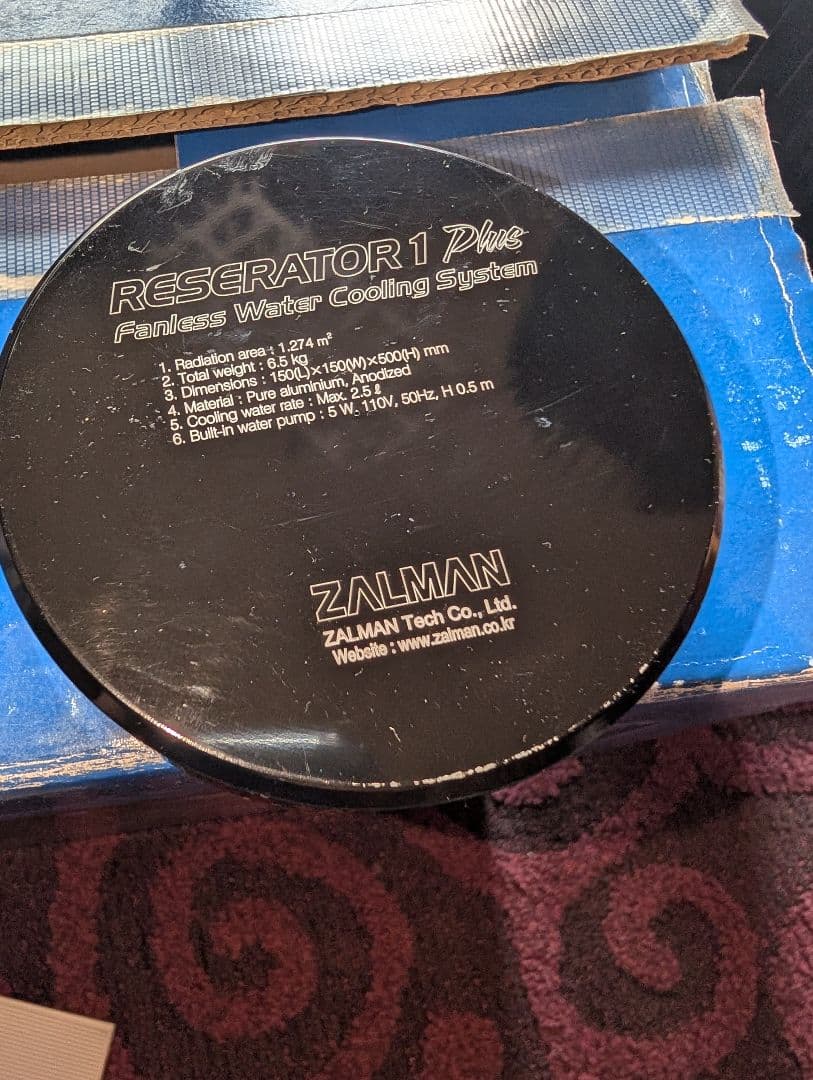 RESERATOR 1 Plus
Fanless Water Cooling System
1. Radiation area : 1.274 m²
2. Total weight : 6.5 kg
3. Dimensions : 150(L)×150(W)×500(H) mm
4. Material : Pure aluminium, Anodized
5. Cooling water rate : Max. 2.5 ℓ
6. Built-in water pump : 5 W. 110V, 50Hz, H 0.5 m
ZALMAN
ZALMAN Tech Co., Ltd.
Website : www.zalman.co.kr